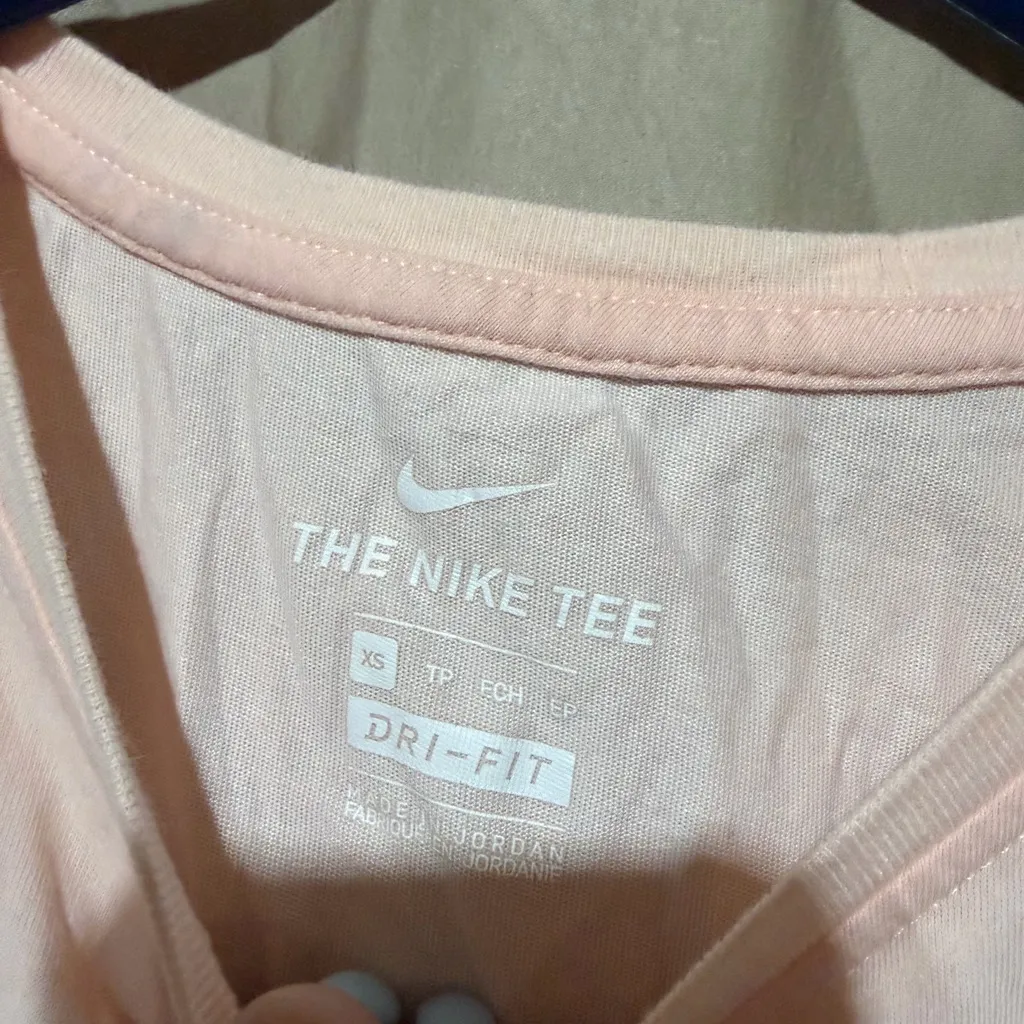 THE NIKE TEE
XS TP ECH EP
DRI-FIT
MADE IN JORDAN
FABRIQUÉ EN JORDANIE